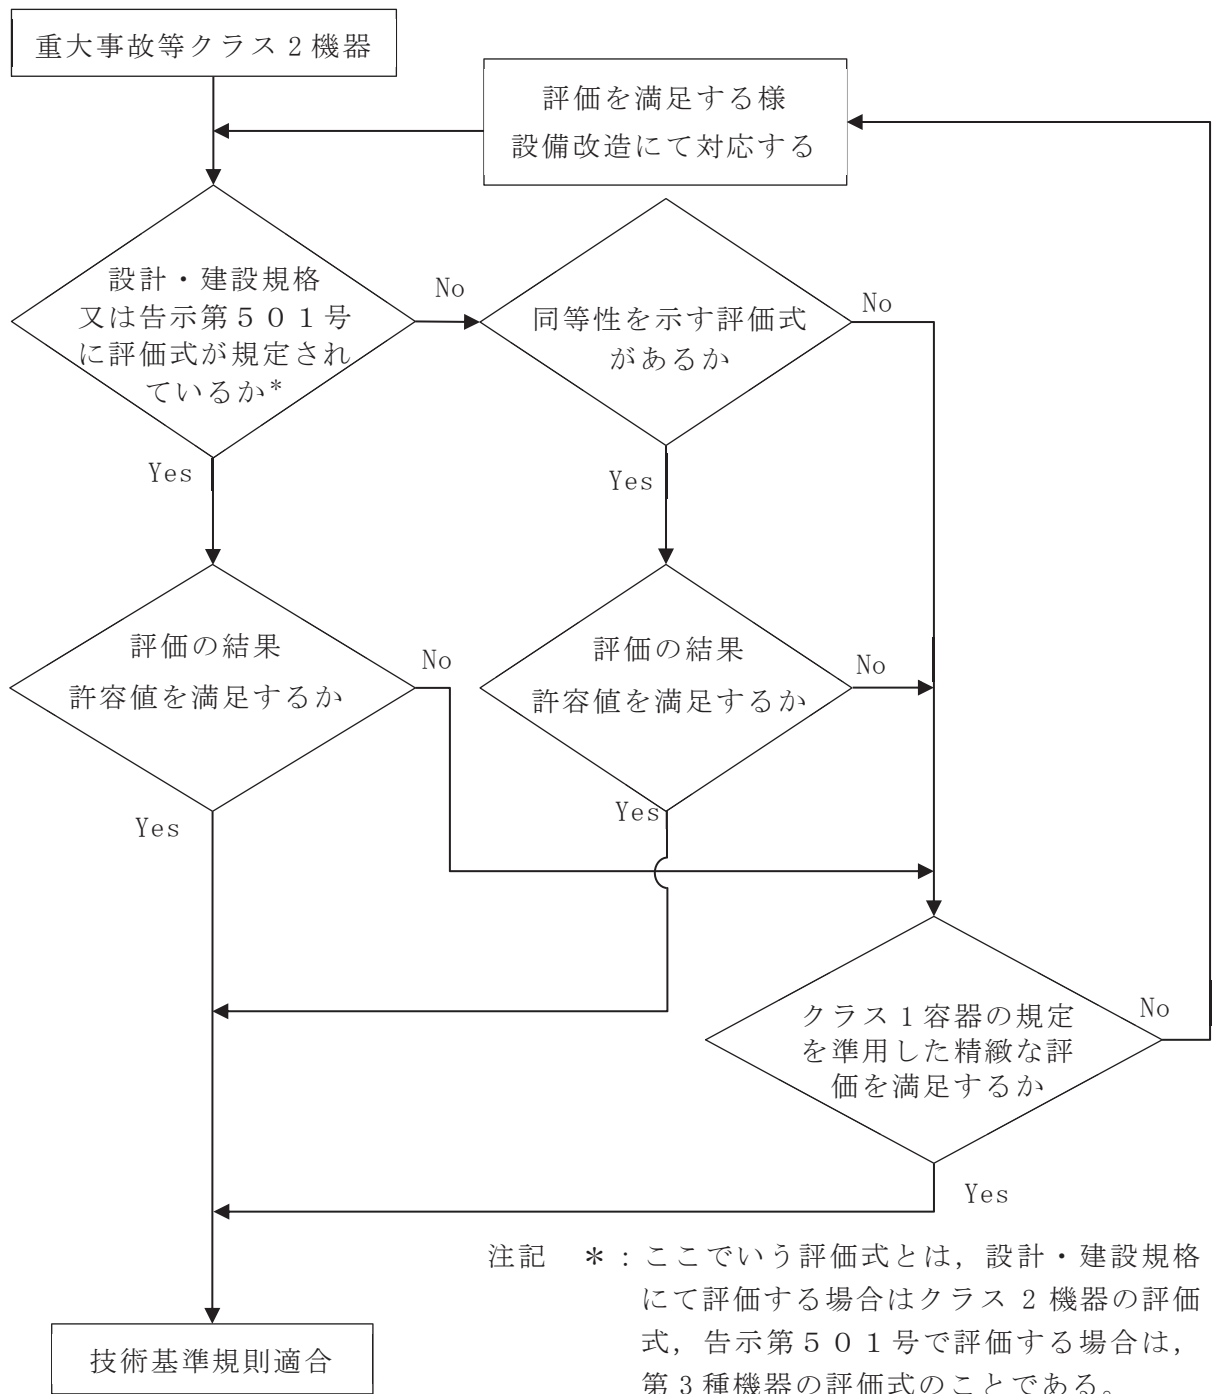 重大事故等クラス２機器
評価を満足する様
設備改造にて対応する
設計・建設規格
又は告示第５０１号
に評価式が規定され
ているか*
No
同等性を示す評価式
があるか
No
Yes
Yes
評価の結果
許容値を満足するか
No
評価の結果
許容値を満足するか
No
Yes
Yes
クラス１容器の規定
を準用した精緻な評
価を満足するか
No
Yes
注記　＊：ここでいう評価式とは，設計・建設規格
にて評価する場合はクラス 2 機器の評価
式，告示第５０１号で評価する場合は，
第３種機器の評価式のことである。
技術基準規則適合